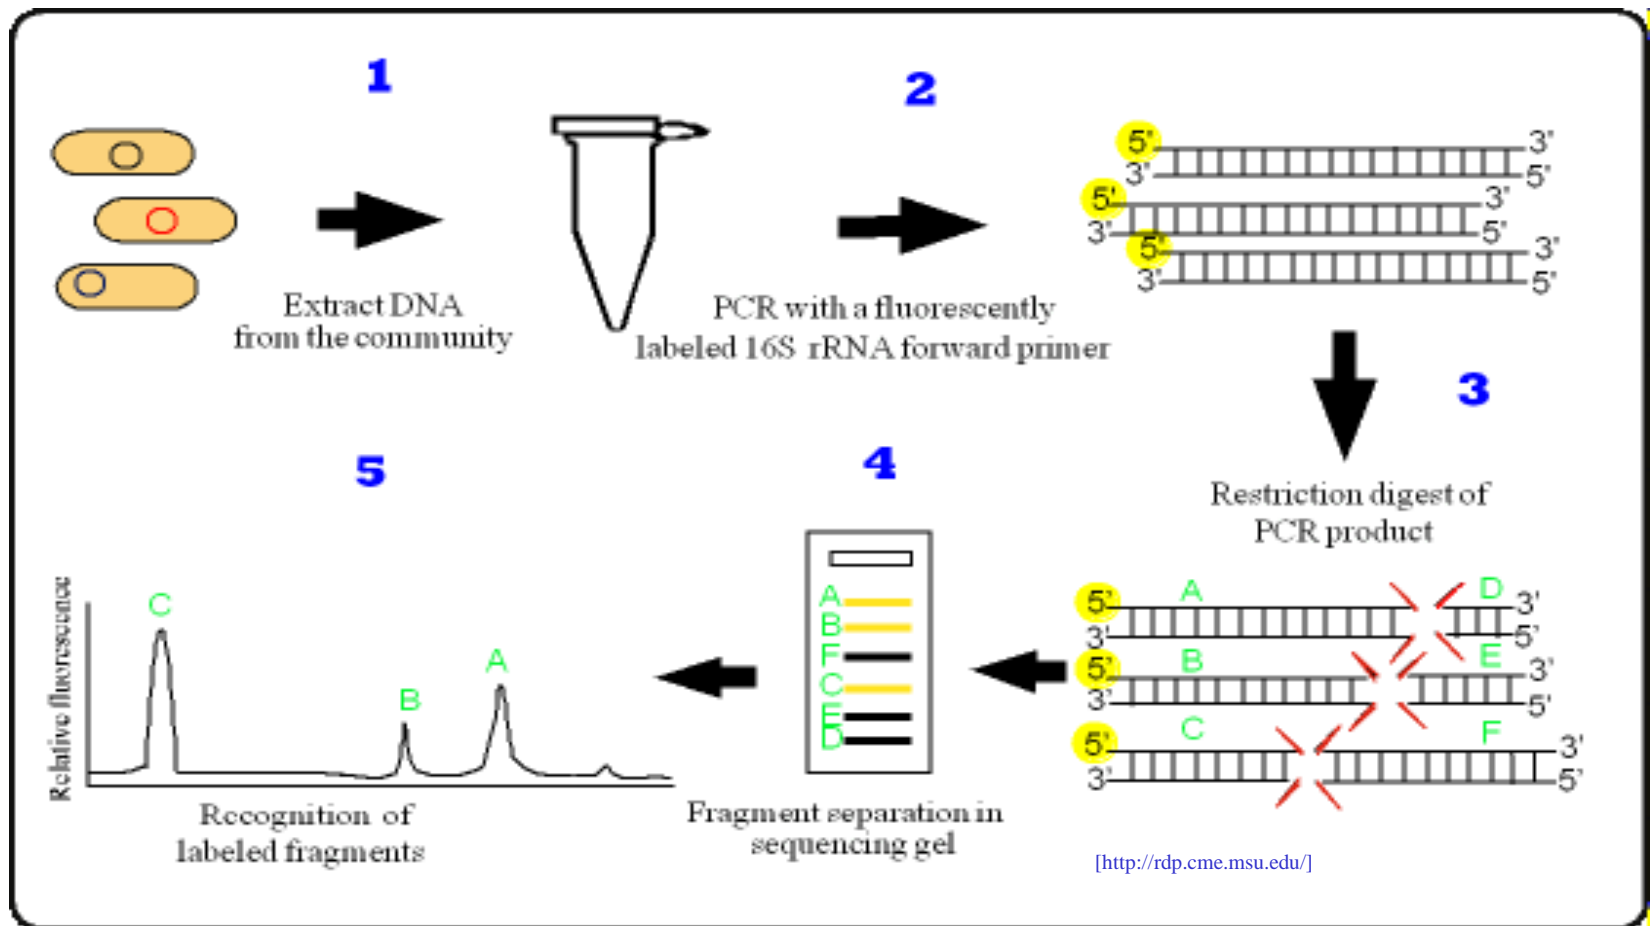 1
2
5'
3'
3'
5'
5'
3'
3'
5'
5'
3'
3'
5'
Extract DNA
from the community
PCR with a fluorescently
labeled 16S rRNA forward primer
3
Restriction digest of
PCR product
5'
A
D
3'
3'
5'
5'
B
E
3'
3'
5'
5'
C
F
3'
3'
5'
4
A
B
F
C
E
D
Fragment separation in
sequencing gel
5
Relative fluorescence
C
B
A
Recognition of
labeled fragments
[http://rdp.cme.msu.edu/]